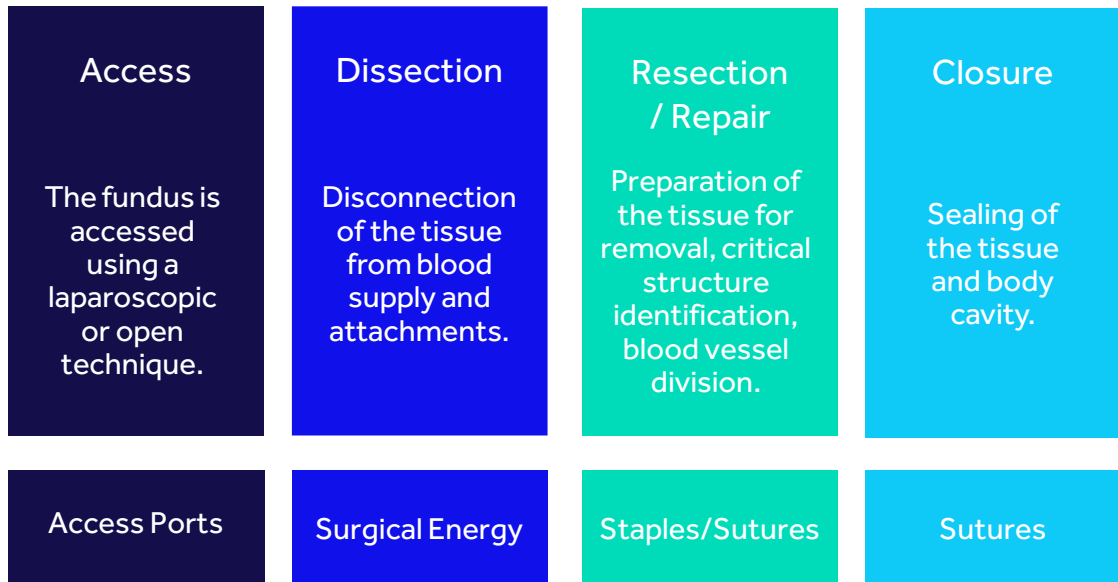 Access
The fundus is
accessed
using a
laparoscopic
or open
technique.
Dissection
Disconnection
of the tissue
from blood
supply and
attachments.
Resection
/ Repair
Preparation of
the tissue for
removal, critical
structure
identification,
blood vessel
division.
Closure
Sealing of
the tissue
and body
cavity.
Access Ports
Surgical Energy
Staples/Sutures
Sutures